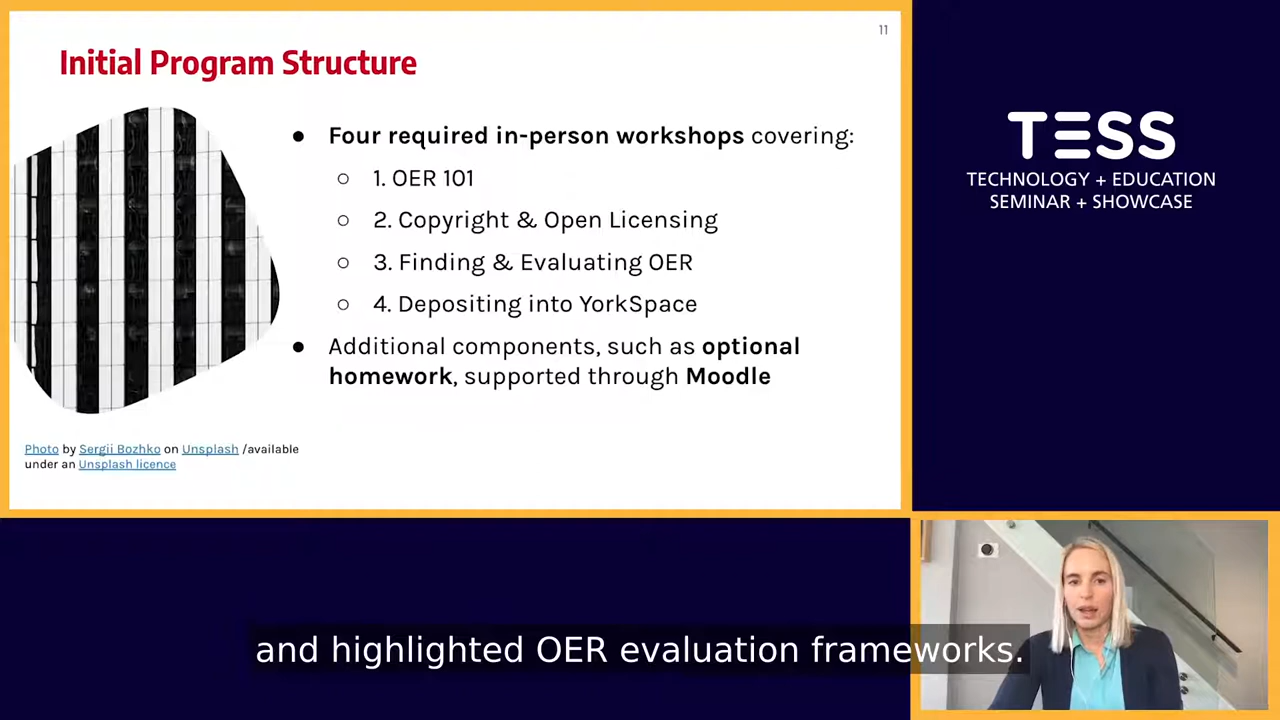 11
Initial Program Structure
● Four required in-person workshops covering:
○ 1. OER 101
○ 2. Copyright & Open Licensing
○ 3. Finding & Evaluating OER
○ 4. Depositing into YorkSpace
● Additional components, such as optional
homework, supported through Moodle
Photo by Sergii Bozhko on Unsplash /available
under an Unsplash licence
TESS
TECHNOLOGY + EDUCATION
SEMINAR + SHOWCASE
and highlighted OER evaluation frameworks.